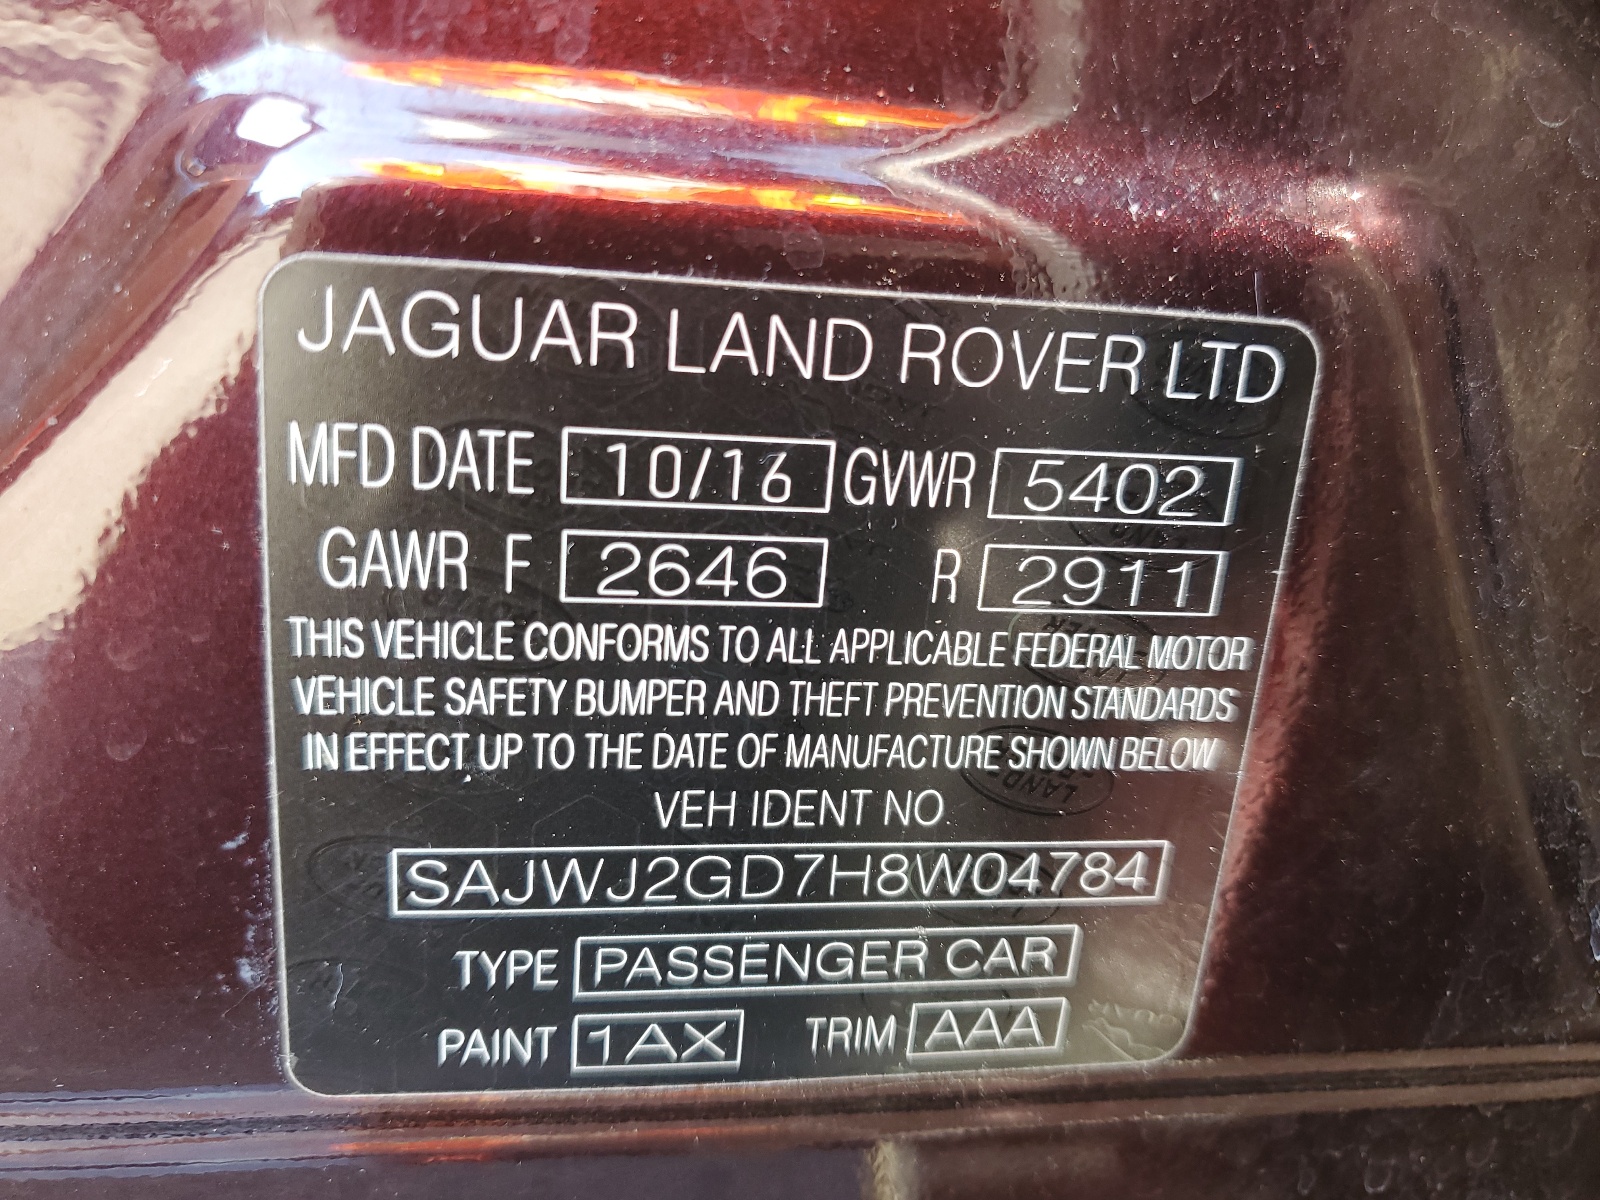 JAGUAR LAND ROVER LTD
MFD DATE 10/16 GVWR 5402
GAWR F 2646 R 2911
THIS VEHICLE CONFORMS TO ALL APPLICABLE FEDERAL MOTOR
VEHICLE SAFETY BUMPER AND THEFT PREVENTION STANDARDS
IN EFFECT UP TO THE DATE OF MANUFACTURE SHOWN BELOW
VEH IDENT NO
SAJWJ2GD7H8W04784
TYPE PASSENGER CAR
PAINT 1AX TRIM AAA